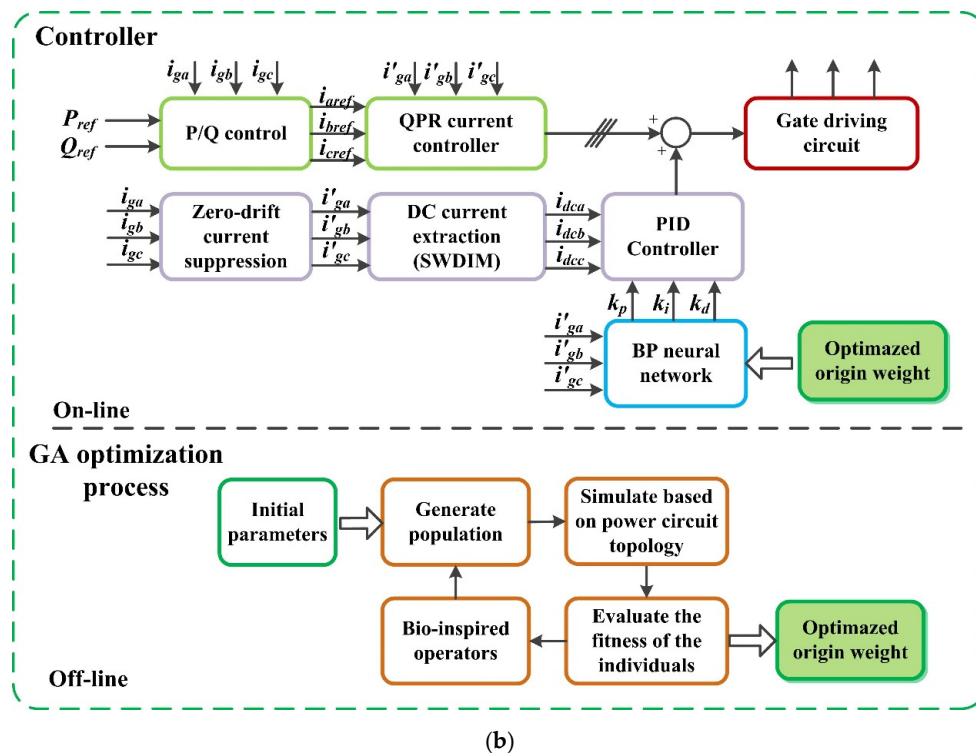 Controller
i_ga i_gb i_gc
i'_ga i'_gb i'_gc
P_ref
Q_ref
P/Q control
i_aref
i_bref
i_cref
QPR current
controller
+
+
Gate driving
circuit
i_ga
i_gb
i_gc
Zero-drift
current
suppression
i'_ga
i'_gb
i'_gc
DC current
extraction
(SWDIM)
i_dca
i_dcb
i_dcc
PID
Controller
k_p k_i k_d
i'_ga
i'_gb
i'_gc
BP neural
network
Optimazed
origin weight
On-line
GA optimization
process
Initial
parameters
Generate
population
Simulate based
on power circuit
topology
Bio-inspired
operators
Evaluate the
fitness of the
individuals
Optimazed
origin weight
Off-line
(b)